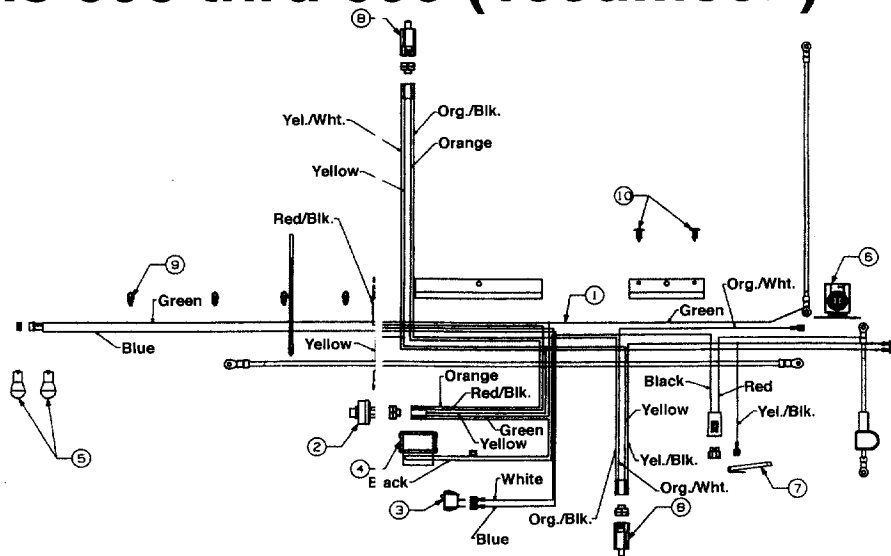 8
Org./Blk.
Yel./Wht.
Orange
Yellow
10
Red/Blk.
9
6
Org./Wht.
Green
1
Green
Blue
Yellow
Black
Red
Orange
Red/Blk.
Yellow
Yel./Blk.
2
Green
Yellow
5
4
Black
Yel./Blk.
White
Org./Wht.
7
3
Org./Blk.
Blue
8